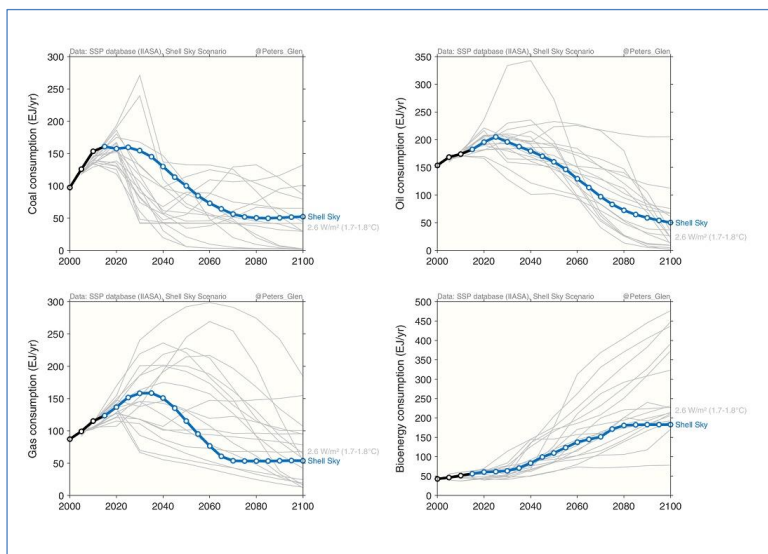 Data: SSP database (IIASA), Shell Sky Scenario @Peters_Glen
Coal consumption (EJ/yr)
300
250
200
150
100
50
0
2000 2020 2040 2060 2080 2100
Shell Sky
2.6 W/m² (1.7-1.8°C)
Data: SSP database (IIASA), Shell Sky Scenario @Peters_Glen
Oil consumption (EJ/yr)
350
300
250
200
150
100
50
0
2000 2020 2040 2060 2080 2100
Shell Sky
2.6 W/m² (1.7-1.8°C)
Data: SSP database (IIASA), Shell Sky Scenario @Peters_Glen
Gas consumption (EJ/yr)
300
250
200
150
100
50
0
2000 2020 2040 2060 2080 2100
2.6 W/m² (1.7-1.8°C)
Shell Sky
Data: SSP database (IIASA), Shell Sky Scenario @Peters_Glen
Bioenergy consumption (EJ/yr)
500
450
400
350
300
250
200
150
100
50
0
2000 2020 2040 2060 2080 2100
2.6 W/m² (1.7-1.8°C)
Shell Sky